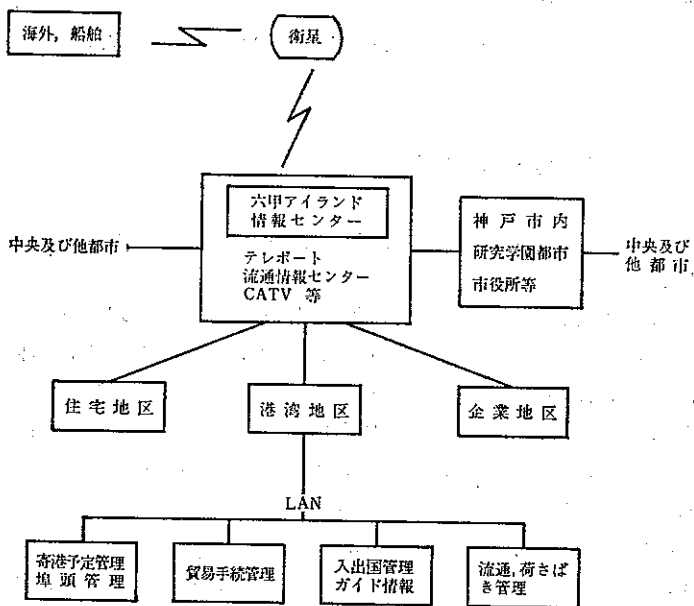 海外，船舶
衛星
六甲アイランド
情報センター
テレポート
流通情報センター
CATV 等
中央及び他都市
神戸市内
研究学園都市
市役所等
中央及び
他都市
住宅地区
港湾地区
企業地区
LAN
寄港予定管理
埠頭管理
貿易手続管理
入出国管理
ガイド情報
流通，荷さば
き管理